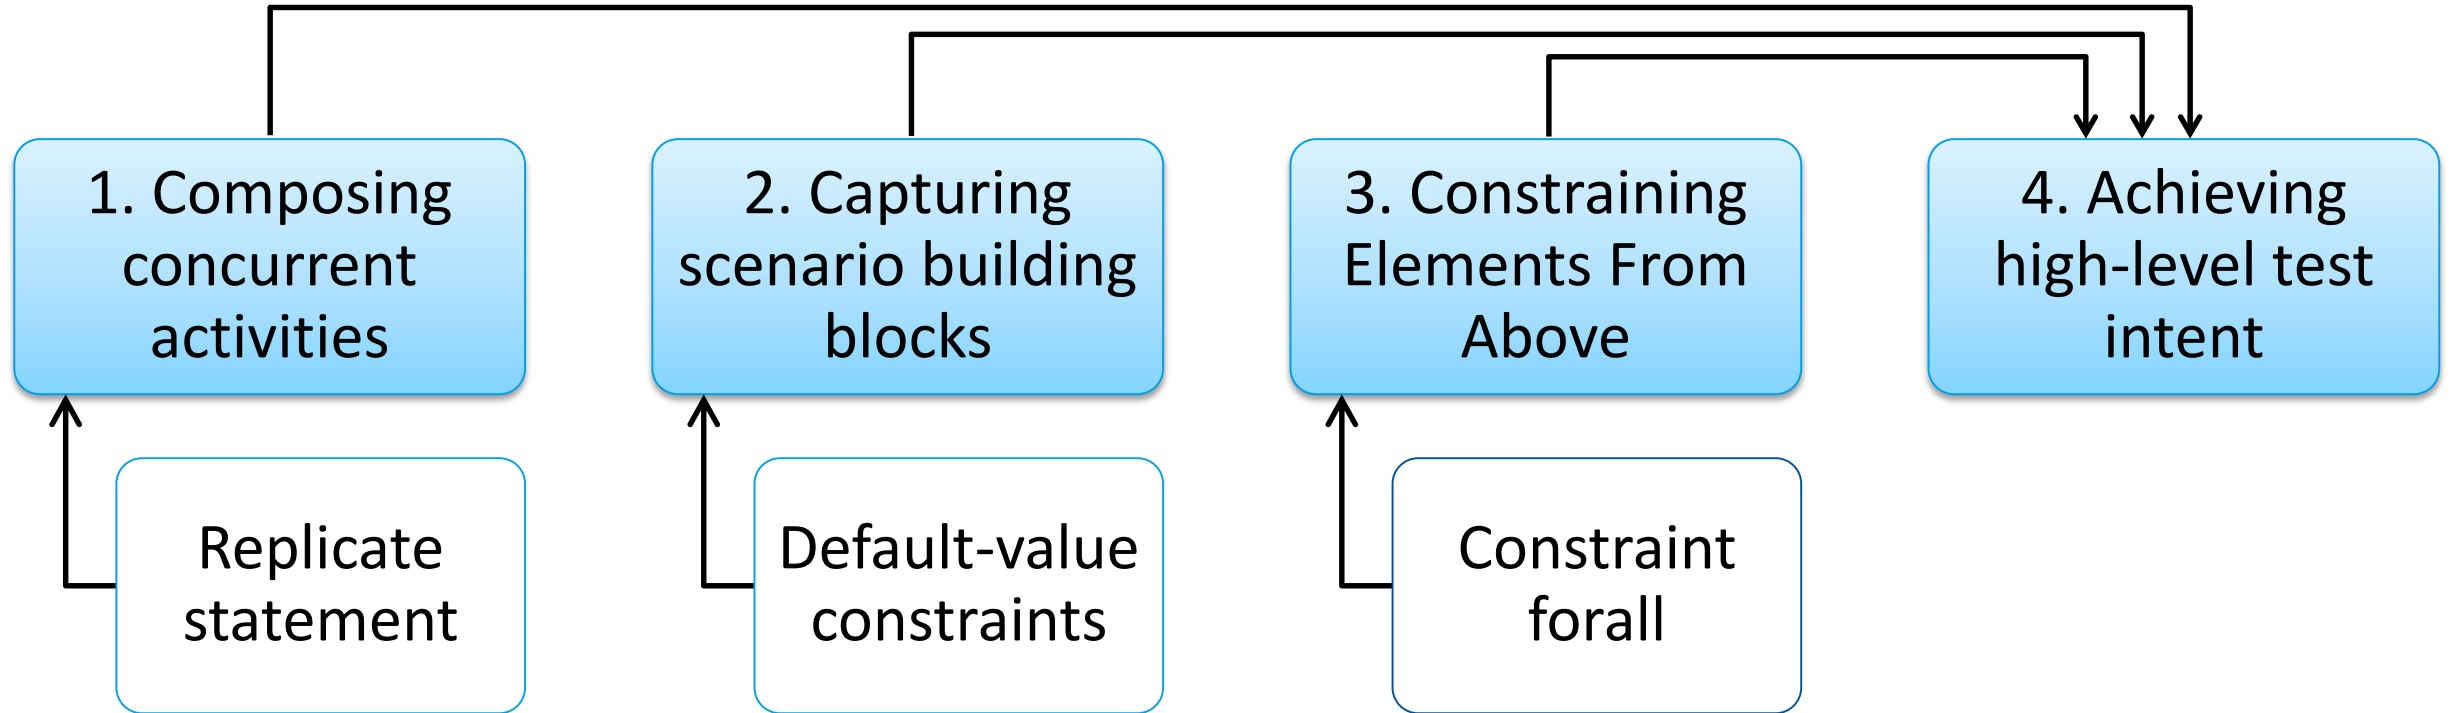 1. Composing
concurrent
activities
2. Capturing
scenario building
blocks
3. Constraining
Elements From
Above
4. Achieving
high-level test
intent
Replicate
statement
Default-value
constraints
Constraint
forall